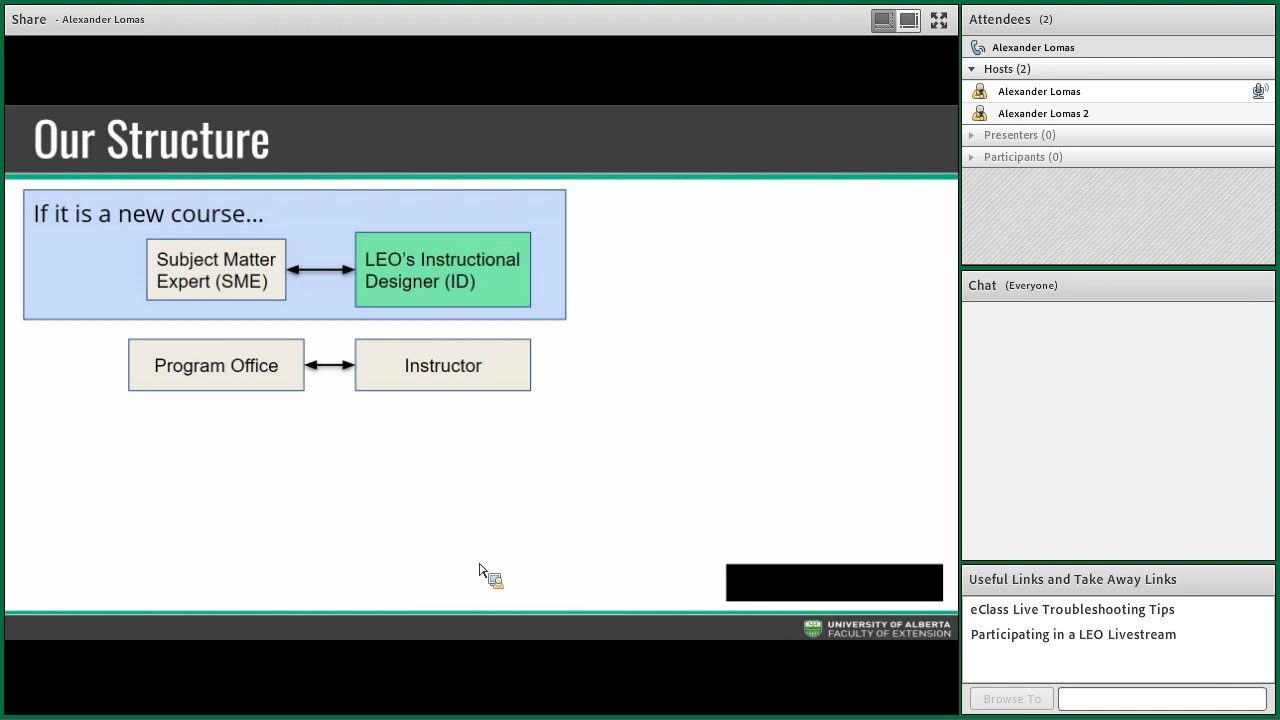 Share - Alexander Lomas
Our Structure
If it is a new course...
Subject Matter
Expert (SME)
LEO's Instructional
Designer (ID)
Program Office
Instructor
UNIVERSITY OF ALBERTA
FACULTY OF EXTENSION
Attendees (2)
Alexander Lomas
Hosts (2)
Alexander Lomas
Alexander Lomas 2
Presenters (0)
Participants (0)
Chat (Everyone)
Useful Links and Take Away Links
eClass Live Troubleshooting Tips
Participating in a LEO Livestream
Browse To